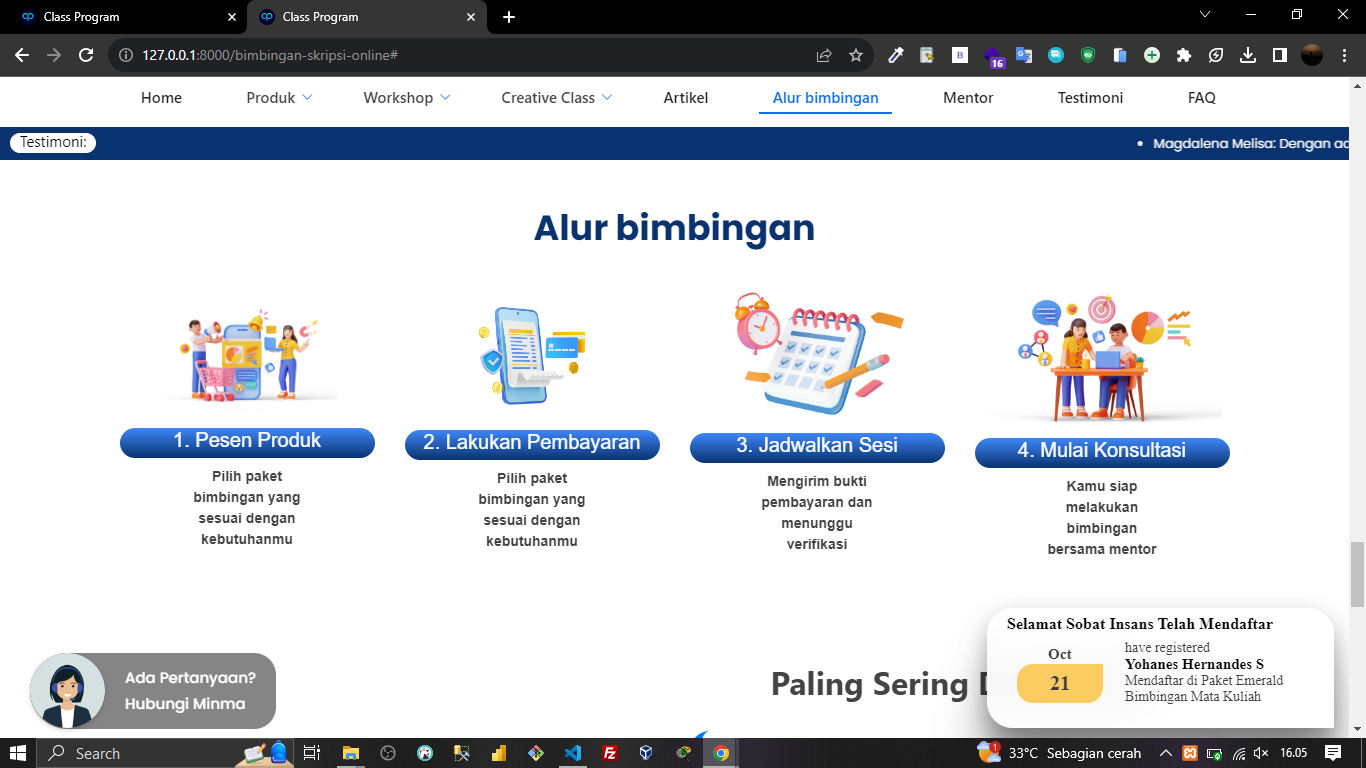 Class Program
Class Program
127.0.0.1:8000/bimbingan-skripsi-online#
16
Home Produk Workshop Creative Class Artikel Alur bimbingan Mentor Testimoni FAQ
Testimoni:
• Magdalena Melisa: Dengan ad
Alur bimbingan
1. Pesen Produk
Pilih paket
bimbingan yang
sesuai dengan
kebutuhanmu
2. Lakukan Pembayaran
Pilih paket
bimbingan yang
sesuai dengan
kebutuhanmu
3. Jadwalkan Sesi
Mengirim bukti
pembayaran dan
menunggu
verifikasi
4. Mulai Konsultasi
Kamu siap
melakukan
bimbingan
bersama mentor
Ada Pertanyaan?
Hubungi Minma
Paling Sering D
Selamat Sobat Insans Telah Mendaftar
Oct
21
have registered
Yohanes Hernandes S
Mendaftar di Paket Emerald
Bimbingan Mata Kuliah
Search
1
33°C Sebagian cerah
16.05